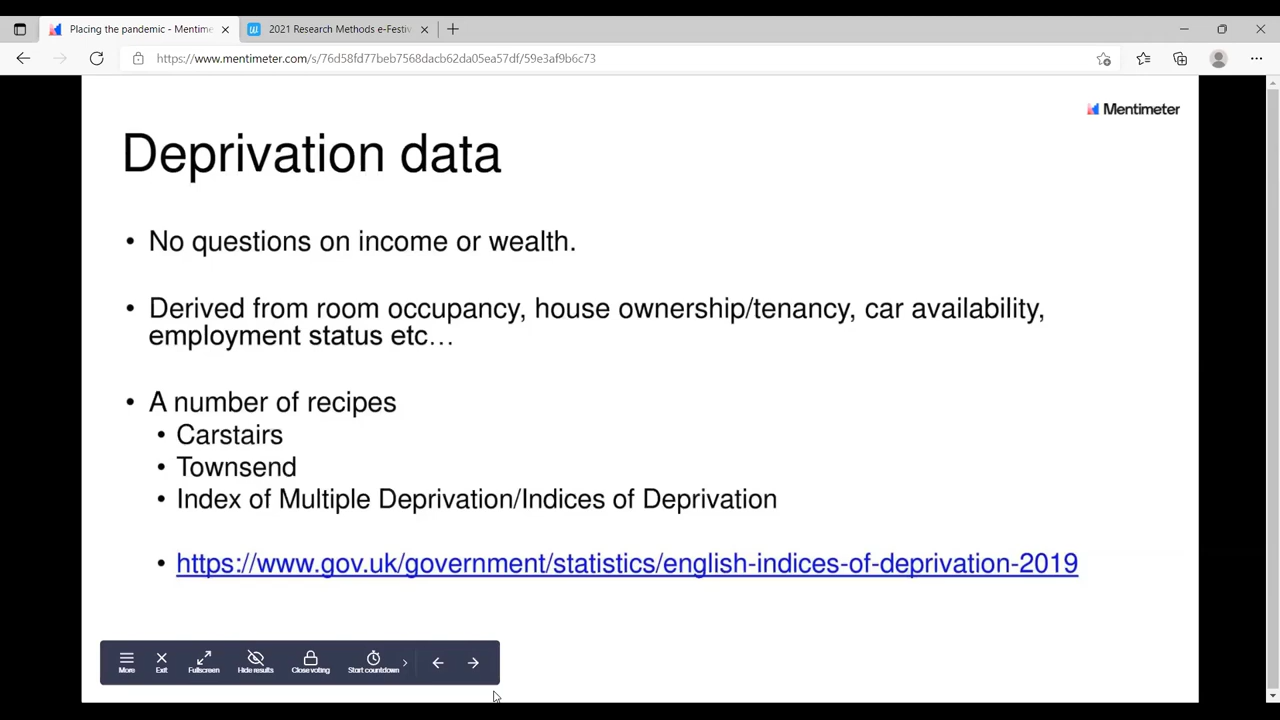 Placing the pandemic - Mentime
2021 Research Methods e-Festiv
https://www.mentimeter.com/s/76d58fd77beb7568dacb62da05ea57df/59e3af9b6c73
Mentimeter
Deprivation data
• No questions on income or wealth.
• Derived from room occupancy, house ownership/tenancy, car availability,
employment status etc…
• A number of recipes
• Carstairs
• Townsend
• Index of Multiple Deprivation/Indices of Deprivation
• https://www.gov.uk/government/statistics/english-indices-of-deprivation-2019
More Exit Fullscreen Hide results Close voting Start countdown